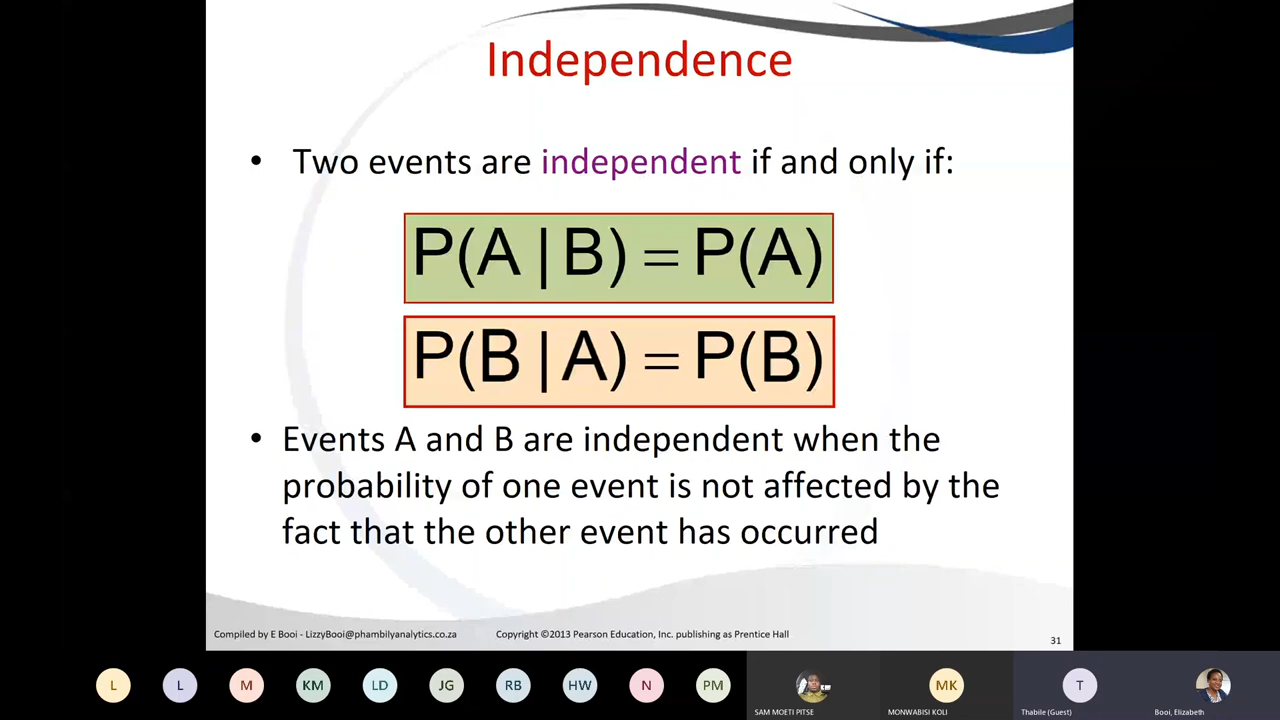 Independence
• Two events are independent if and only if:
P(A | B) = P(A)
P(B | A) = P(B)
• Events A and B are independent when the
probability of one event is not affected by the
fact that the other event has occurred
Compiled by E Booi - LizzyBooi@phambilyanalytics.co.za
Copyright ©2013 Pearson Education, Inc. publishing as Prentice Hall
31
L
L
M
KM
LD
JG
RB
HW
N
PM
SAM MOETI PITSE
MK
MONWABISI KOLI
T
Thabile (Guest)
Booi, Elizabeth